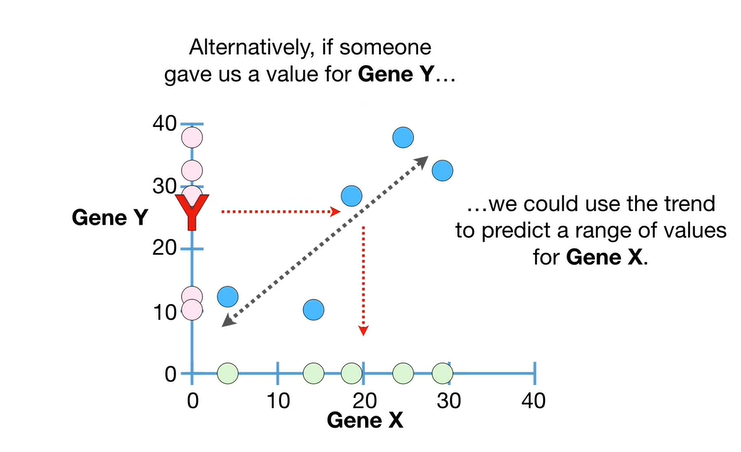 Alternatively, if someone
gave us a value for Gene Y…
40
30
Y
Gene Y
20
10
0
…we could use the trend
to predict a range of values
for Gene X.
0 10 20 30 40
Gene X